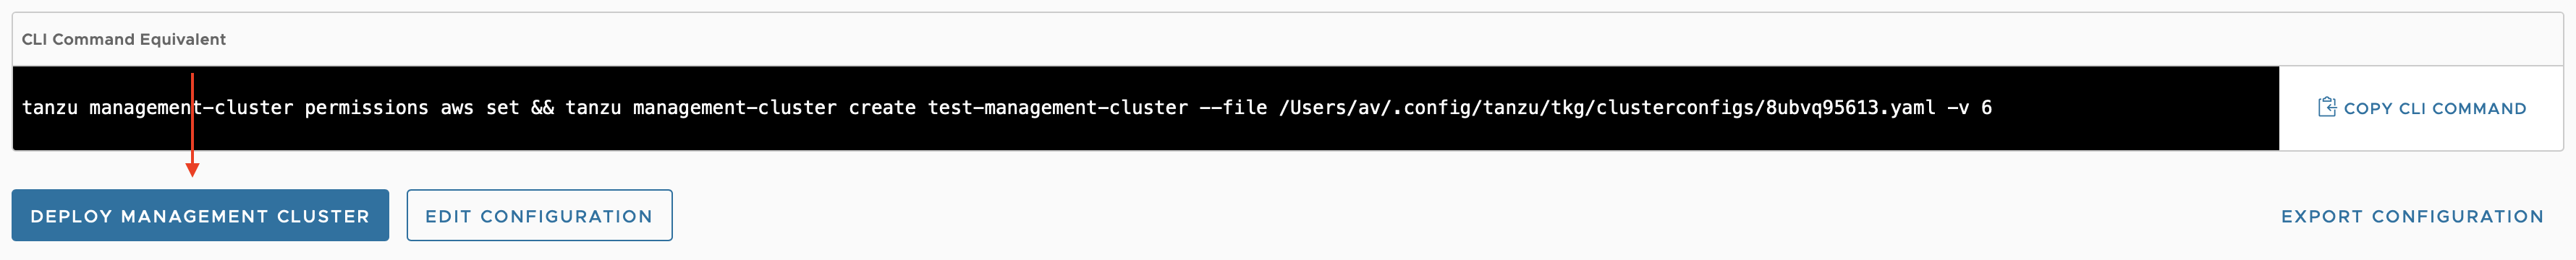 CLI Command Equivalent
tanzu management-cluster permissions aws set && tanzu management-cluster create test-management-cluster --file /Users/av/.config/tanzu/tkg/clusterconfigs/8ubvq95613.yaml -v 6
COPY CLI COMMAND
DEPLOY MANAGEMENT CLUSTER
EDIT CONFIGURATION
EXPORT CONFIGURATION